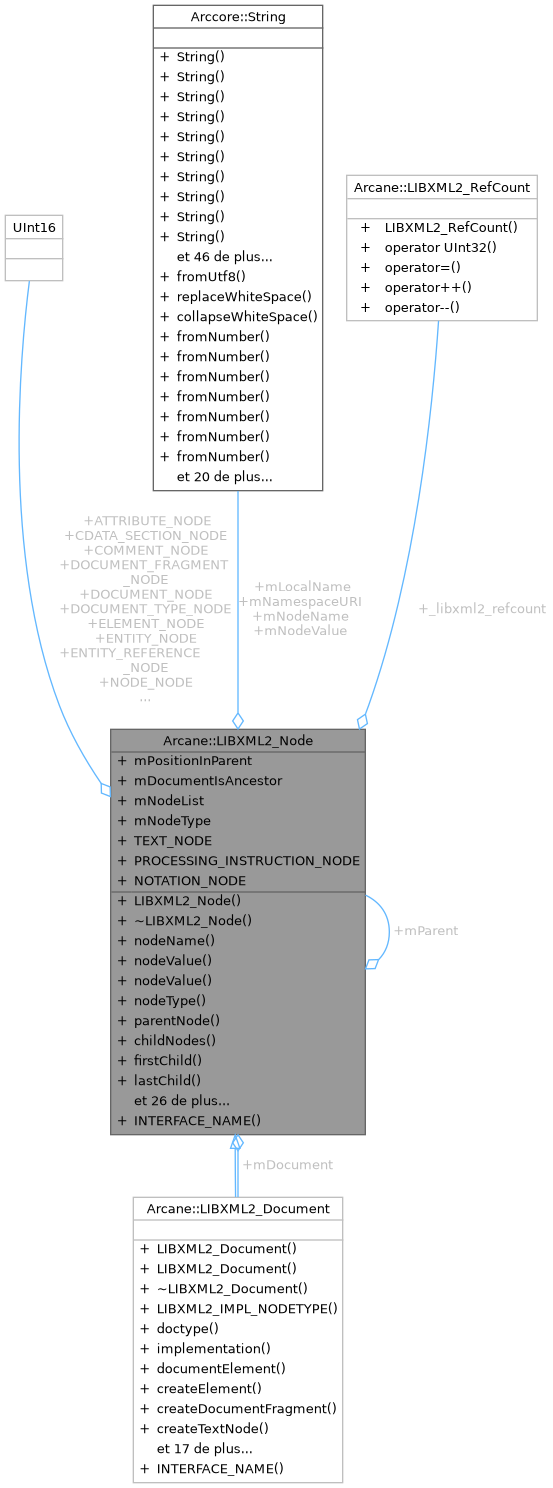 Arccore::String
+ String()
+ String()
+ String()
+ String()
+ String()
+ String()
+ String()
+ String()
+ String()
+ String()
et 46 de plus...
+ fromUtf8()
+ replaceWhiteSpace()
+ collapseWhiteSpace()
+ fromNumber()
+ fromNumber()
+ fromNumber()
+ fromNumber()
+ fromNumber()
+ fromNumber()
+ fromNumber()
et 20 de plus...
Arcane::LIBXML2_RefCount
+ LIBXML2_RefCount()
+ operator UInt32()
+ operator=()
+ operator++()
+ operator--()
UInt16
+ATTRIBUTE_NODE
+CDATA_SECTION_NODE
+COMMENT_NODE
+DOCUMENT_FRAGMENT
_NODE
+DOCUMENT_NODE
+DOCUMENT_TYPE_NODE
+ELEMENT_NODE
+ENTITY_NODE
+ENTITY_REFERENCE
_NODE
+NODE_NODE
...
+mLocalName
+mNamespaceURI
+mNodeName
+mNodeValue
+_libxml2_refcount
Arcane::LIBXML2_Node
+ mPositionInParent
+ mDocumentIsAncestor
+ mNodeList
+ mNodeType
+ TEXT_NODE
+ PROCESSING_INSTRUCTION_NODE
+ NOTATION_NODE
+ LIBXML2_Node()
+ ~LIBXML2_Node()
+ nodeName()
+ nodeValue()
+ nodeValue()
+ nodeType()
+ parentNode()
+ childNodes()
+ firstChild()
+ lastChild()
et 26 de plus...
+ INTERFACE_NAME()
+mParent
+mDocument
Arcane::LIBXML2_Document
+ LIBXML2_Document()
+ LIBXML2_Document()
+ ~LIBXML2_Document()
+ LIBXML2_IMPL_NODETYPE()
+ doctype()
+ implementation()
+ documentElement()
+ createElement()
+ createDocumentFragment()
+ createTextNode()
et 17 de plus...
+ INTERFACE_NAME()